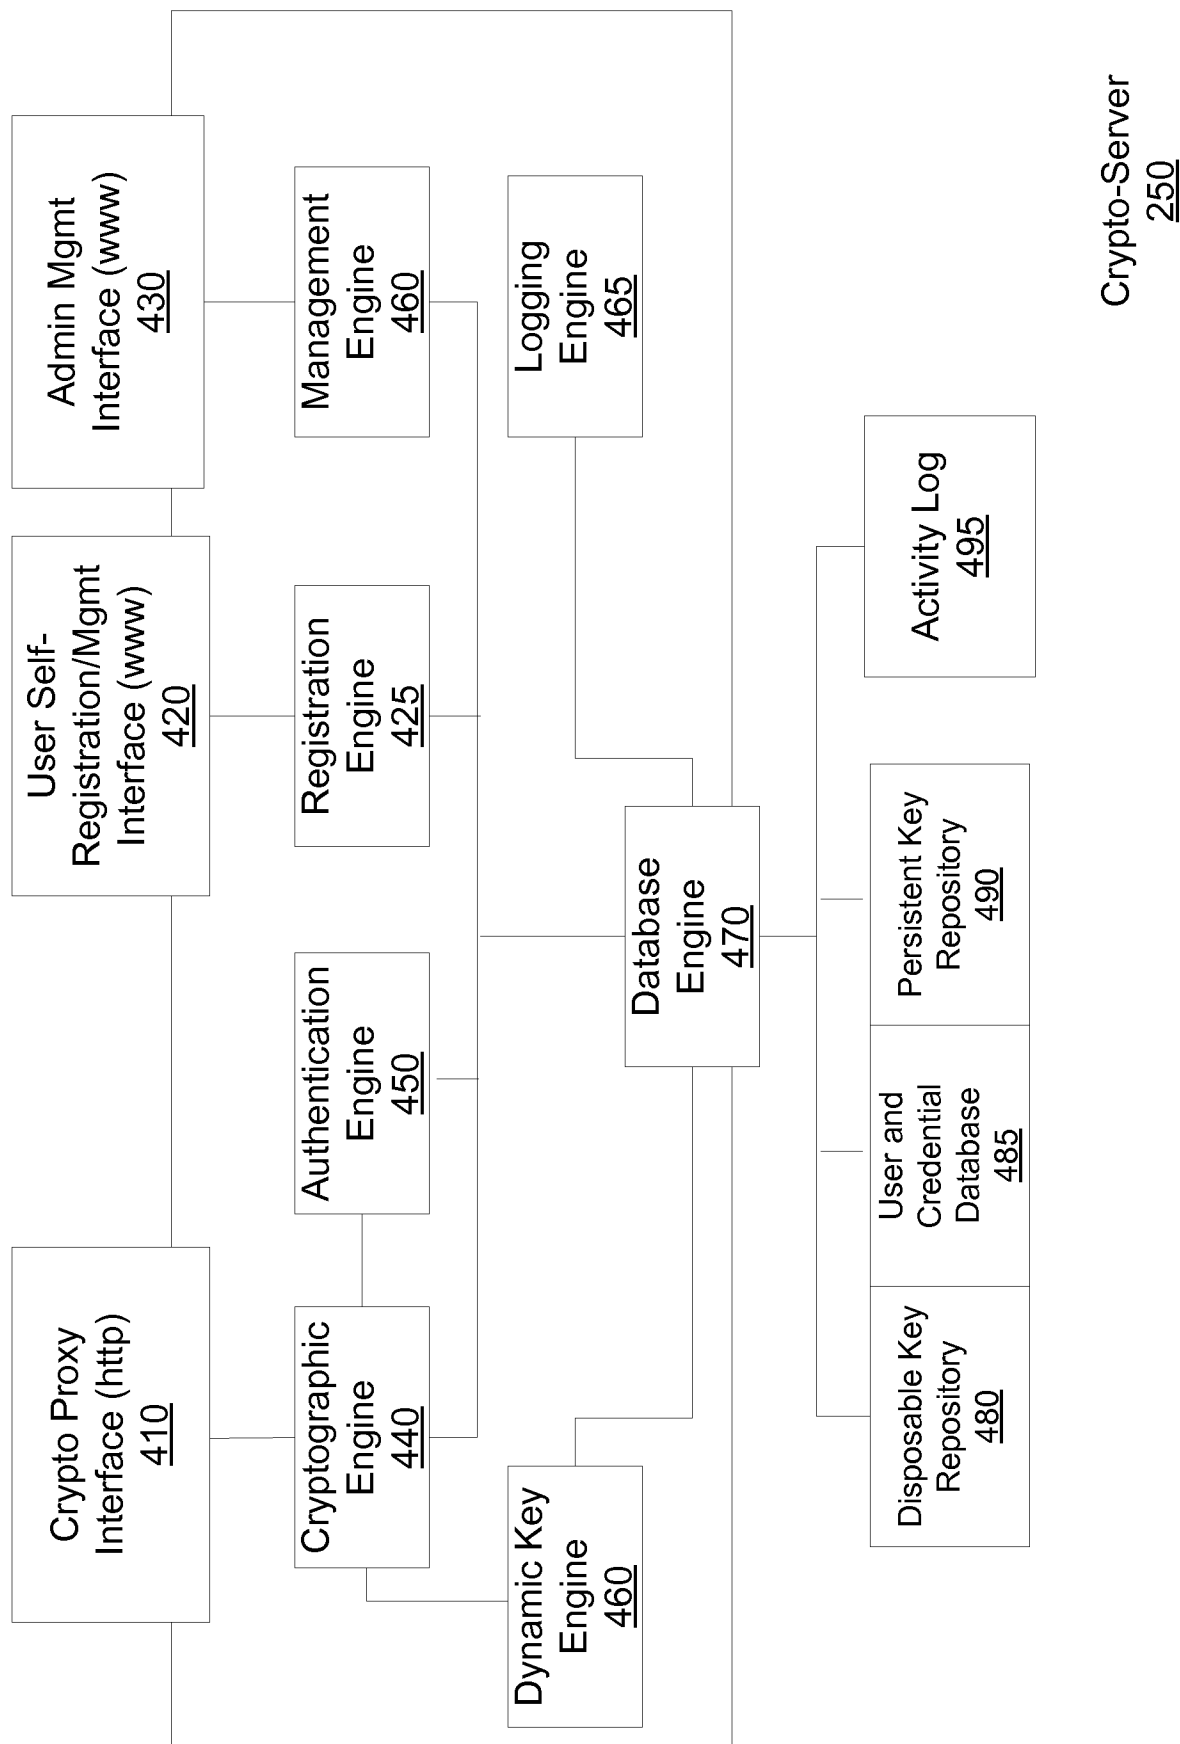 Crypto Proxy
Interface (http)
410
User Self-
Registration/Mgmt
Interface (www)
420
Admin Mgmt
Interface (www)
430
Cryptographic
Engine
440
Authentication
Engine
450
Registration
Engine
425
Management
Engine
460
Dynamic Key
Engine
460
Logging
Engine
465
Database
Engine
470
Disposable Key
Repository
480
User and
Credential
Database
485
Persistent Key
Repository
490
Activity Log
495
Crypto-Server
250